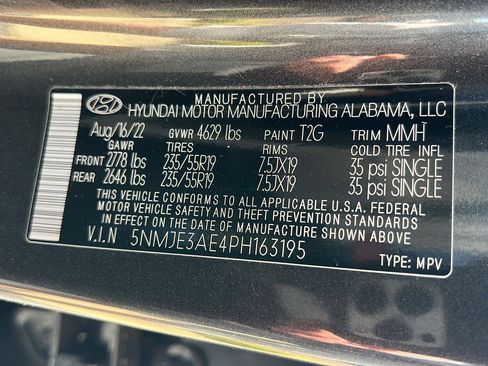 MANUFACTURED BY
HYUNDAI MOTOR MANUFACTURING ALABAMA, LLC
Aug/16/22 GVWR 4629 lbs PAINT T2G TRIM MMH
GAWR TIRES RIMS COLD TIRE INFL
FRONT 2778 lbs 235/55R19 7.5JX19 35 psi SINGLE
REAR 2646 lbs 235/55R19 7.5JX19 35 psi SINGLE
THIS VEHICLE CONFORMS TO ALL APPLICABLE U.S.A. FEDERAL
MOTOR VEHICLE SAFETY AND THEFT PREVENTION STANDARDS
IN EFFECT ON THE DATE OF MANUFACTURE SHOWN ABOVE
V.I.N 5NMJE3AE4PH163195
TYPE: MPV